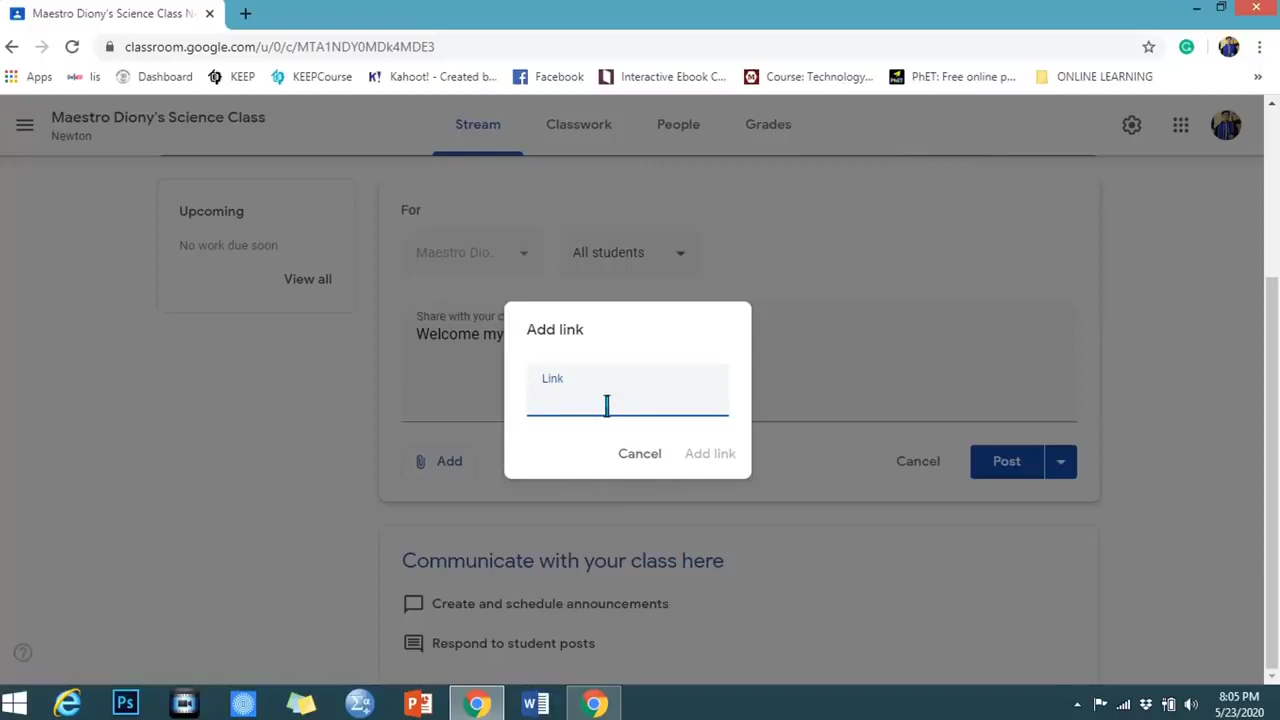 Maestro Diony's Science Class N
classroom.google.com/u/0/c/MTA1NDY0MDk4MDE3
Apps
lis
Dashboard
KEEP
KEEPCourse
Kahoot! - Created b...
Facebook
Interactive Ebook C...
Course: Technology...
PhET: Free online p...
ONLINE LEARNING
Maestro Diony's Science Class
Newton
Stream
Classwork
People
Grades
Upcoming
No work due soon
View all
For
Maestro Dio..
All students
Share with your c
Welcome my
Add link
Link
Cancel
Add link
Add
Cancel
Post
Communicate with your class here
Create and schedule announcements
Respond to student posts
8:05 PM
5/23/2020